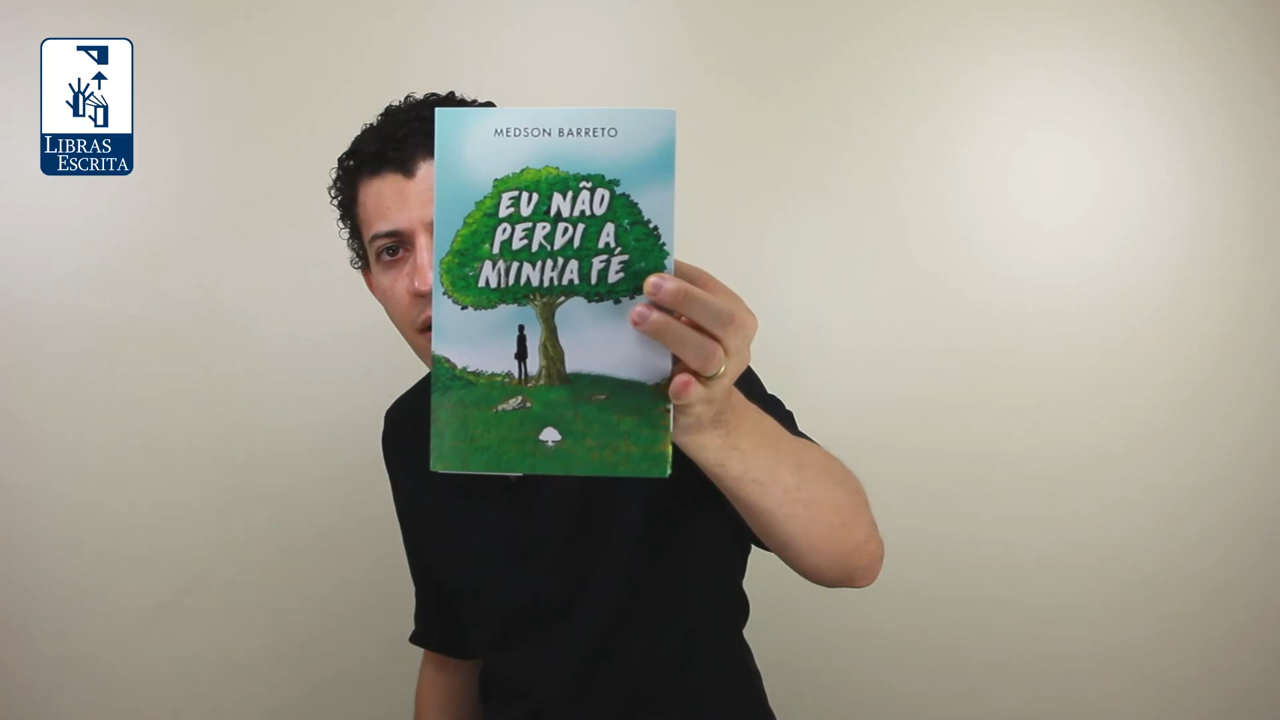 LIBRAS
ESCRITA
MEDSON BARRETO
EU NÃO
PERDI A
MINHA FÉ